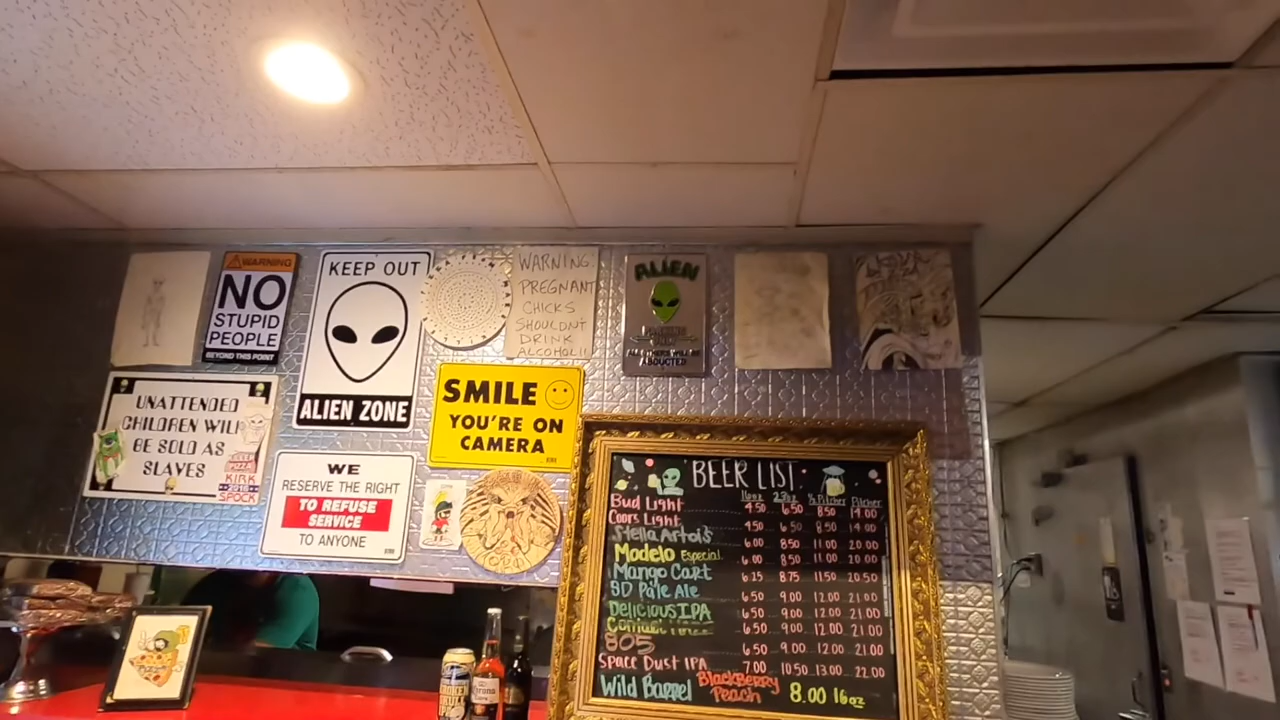 WARNING
NO
STUPID
PEOPLE
BEYOND THIS POINT
KEEP OUT
ALIEN ZONE
WARNING:
PREGNANT
CHICKS
SHOULDN'T
DRINK
ALCOHOL!!
ALIEN
ABDUCTED
UNATTENDED
CHILDREN WILL
BE SOLD AS
SLAVES
PIZZA
KIRK
2016
SPOCK
SMILE
YOU'RE ON
CAMERA
WE
RESERVE THE RIGHT
TO REFUSE
SERVICE
TO ANYONE
BEER LIST
16oz 23oz ½ Pitcher Pitcher
Bud Light 4.50 6.50 8.50 14.00
Coors Light 4.50 6.50 8.50 14.00
Stella Artois 6.00 8.50 11.00 20.00
Modelo Especial 6.00 8.50 11.00 20.00
Mango Cart 6.25 8.75 11.50 20.50
SD Pale Ale 6.50 9.00 12.00 21.00
Delicious IPA 6.50 9.00 12.00 21.00
6.50 9.00 12.00 21.00
805 6.50 9.00 12.00 21.00
Space Dust IPA 7.00 10.50 13.00 22.00
Wild Barrel BlackBerry Peach 8.00 16oz
Corona